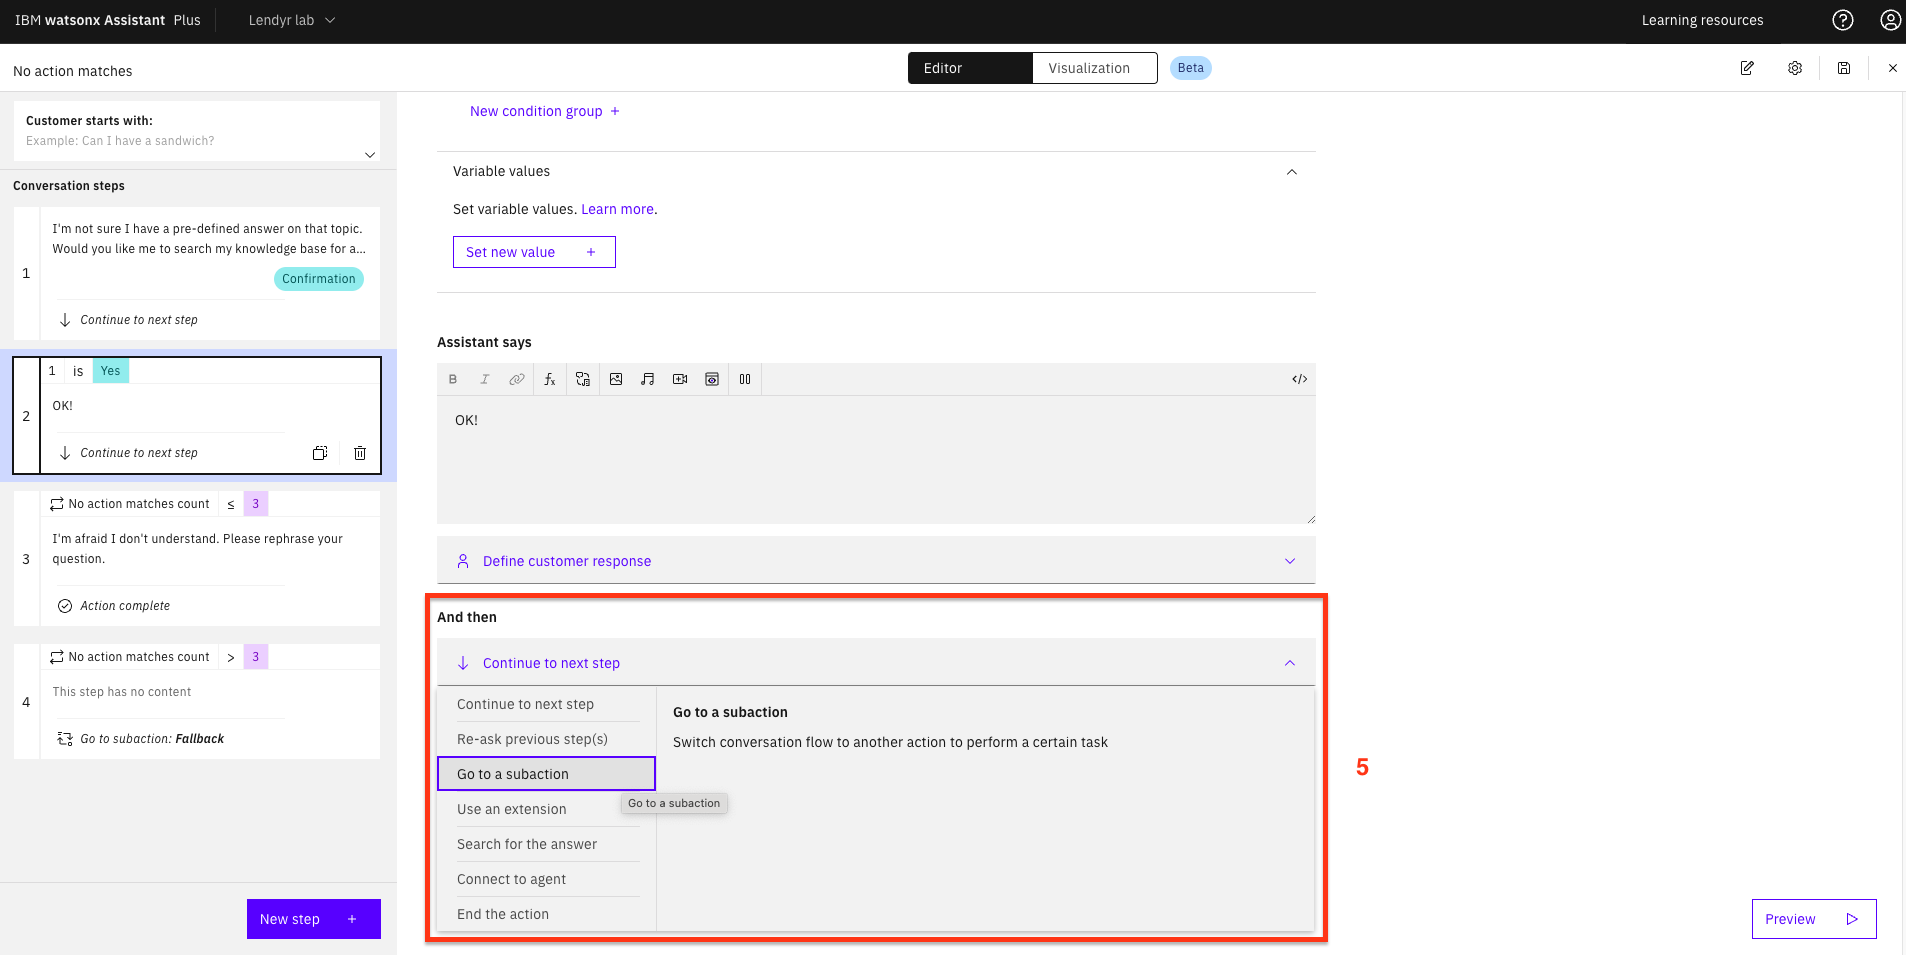 IBM watsonx Assistant Plus
Lendyr lab
Learning resources
No action matches
Editor
Visualization
Beta
Customer starts with:
Example: Can I have a sandwich?
Conversation steps
1
I'm not sure I have a pre-defined answer on that topic.
Would you like me to search my knowledge base for a...
Confirmation
Continue to next step
2
1 is Yes
OK!
Continue to next step
3
No action matches count ≤ 3
I'm afraid I don't understand. Please rephrase your
question.
Action complete
4
No action matches count > 3
This step has no content
Go to subaction: Fallback
New step +
New condition group +
Variable values
Set variable values. Learn more.
Set new value +
Assistant says
B I fx </>
OK!
Define customer response
And then
Continue to next step
Continue to next step
Re-ask previous step(s)
Go to a subaction
Use an extension
Search for the answer
Connect to agent
End the action
Go to a subaction
Switch conversation flow to another action to perform a certain task
Go to a subaction
5
Preview